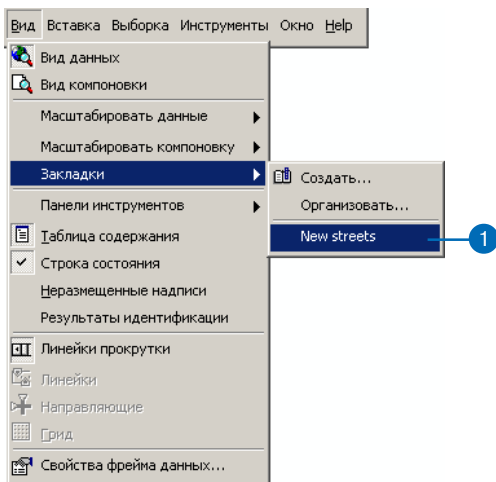 Вид Вставка Выборка Инструменты Окно Help
Вид данных
Вид компоновки
Масштабировать данные
Масштабировать компоновку
Закладки
Создать...
Панели инструментов
Организовать...
Таблица содержания
New streets
1
Строка состояния
Неразмещенные надписи
Результаты идентификации
Линейки прокрутки
Линейки
Направляющие
Грид
Свойства фрейма данных...